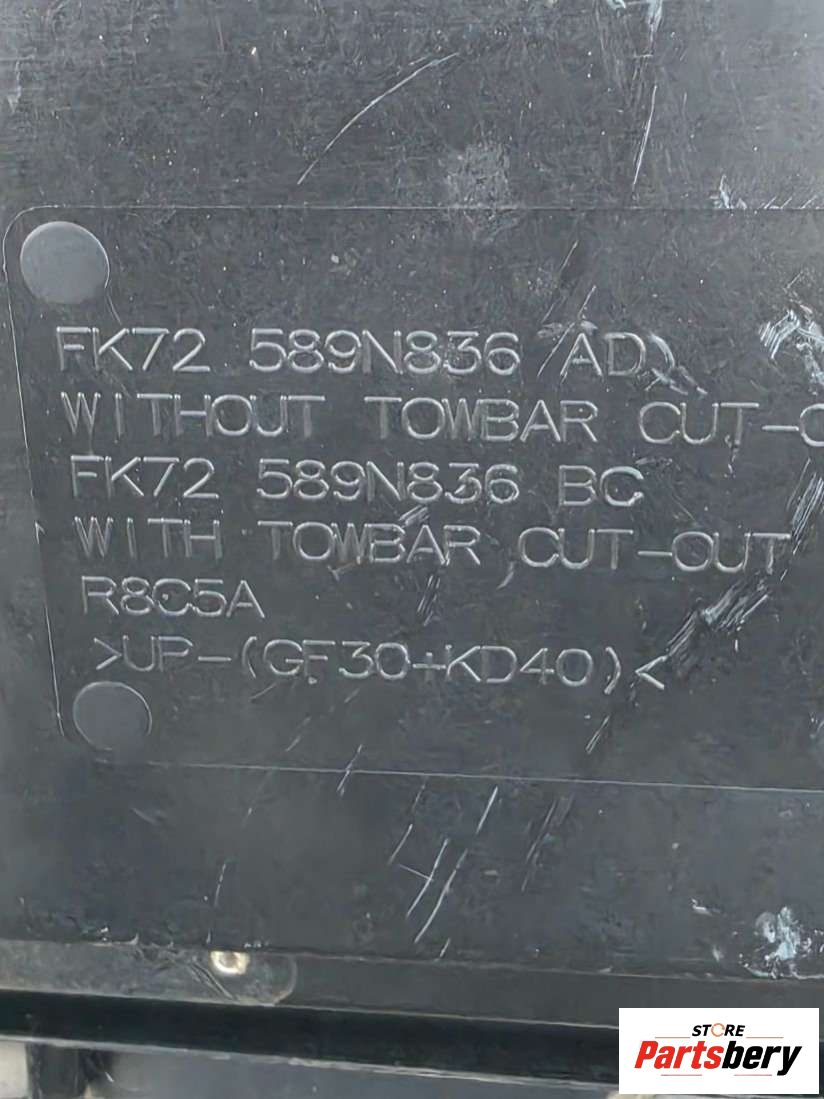 FK72 589N836 AD
WITHOUT TOWBAR CUT-O
FK72 589N836 BC
WITH TOWBAR CUT-OUT
R8C5A
>UP-(GF30+KD40)<
STORE
Partsbery